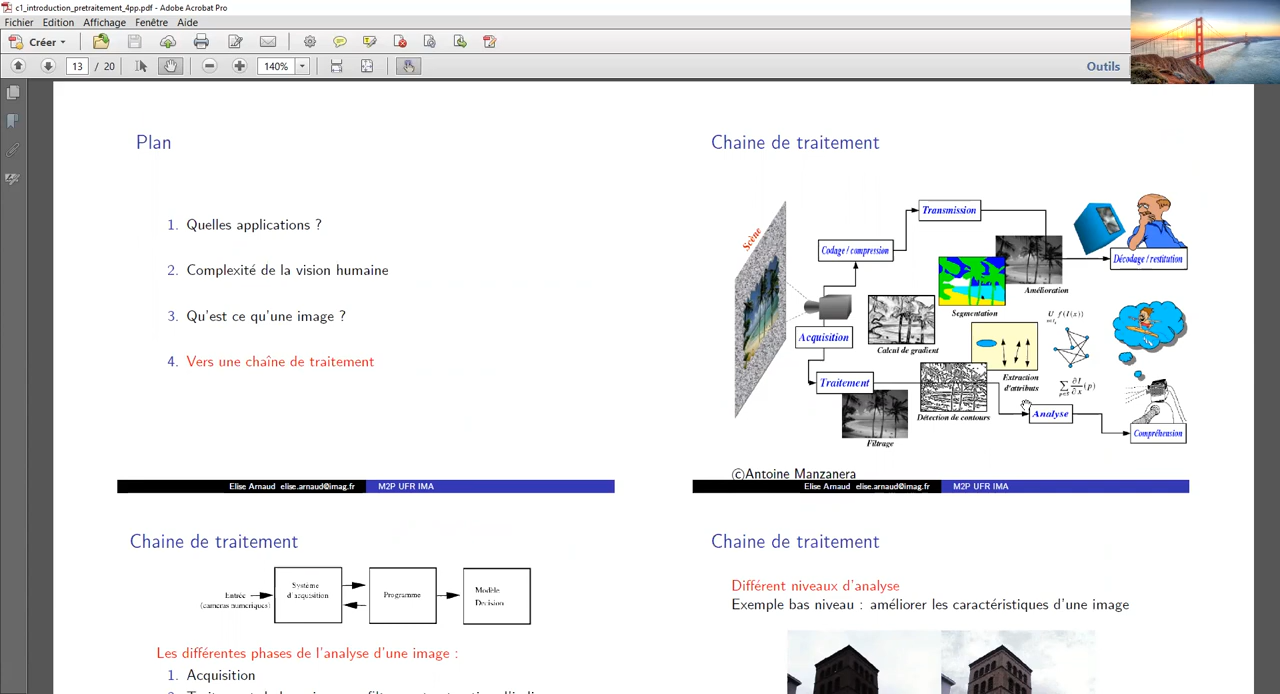 c1_introduction_pretraitement_4pp.pdf - Adobe Acrobat Pro
Fichier Edition Affichage Fenêtre Aide
Créer
13 / 20
140%
Outils
Plan
1. Quelles applications ?
2. Complexité de la vision humaine
3. Qu'est ce qu'une image ?
4. Vers une chaîne de traitement
Elise Arnaud elise.arnaud@imag.fr M2P UFR IMA
Chaine de traitement
Scène
Transmission
Codage / compression
Décodage / restitution
Amélioration
Segmentation
Acquisition
Calcul de gradient
Extraction
d'attributs
Traitement
Détection de contours
Analyse
Filtrage
Compréhension
©Antoine Manzanera
Elise Arnaud elise.arnaud@imag.fr M2P UFR IMA
Chaine de traitement
Entrée
(caméras numériques)
Système
d'acquisition
Programme
Modèle
Decision
Les différentes phases de l'analyse d'une image :
1. Acquisition
Chaine de traitement
Différent niveaux d'analyse
Exemple bas niveau : améliorer les caractéristiques d'une image